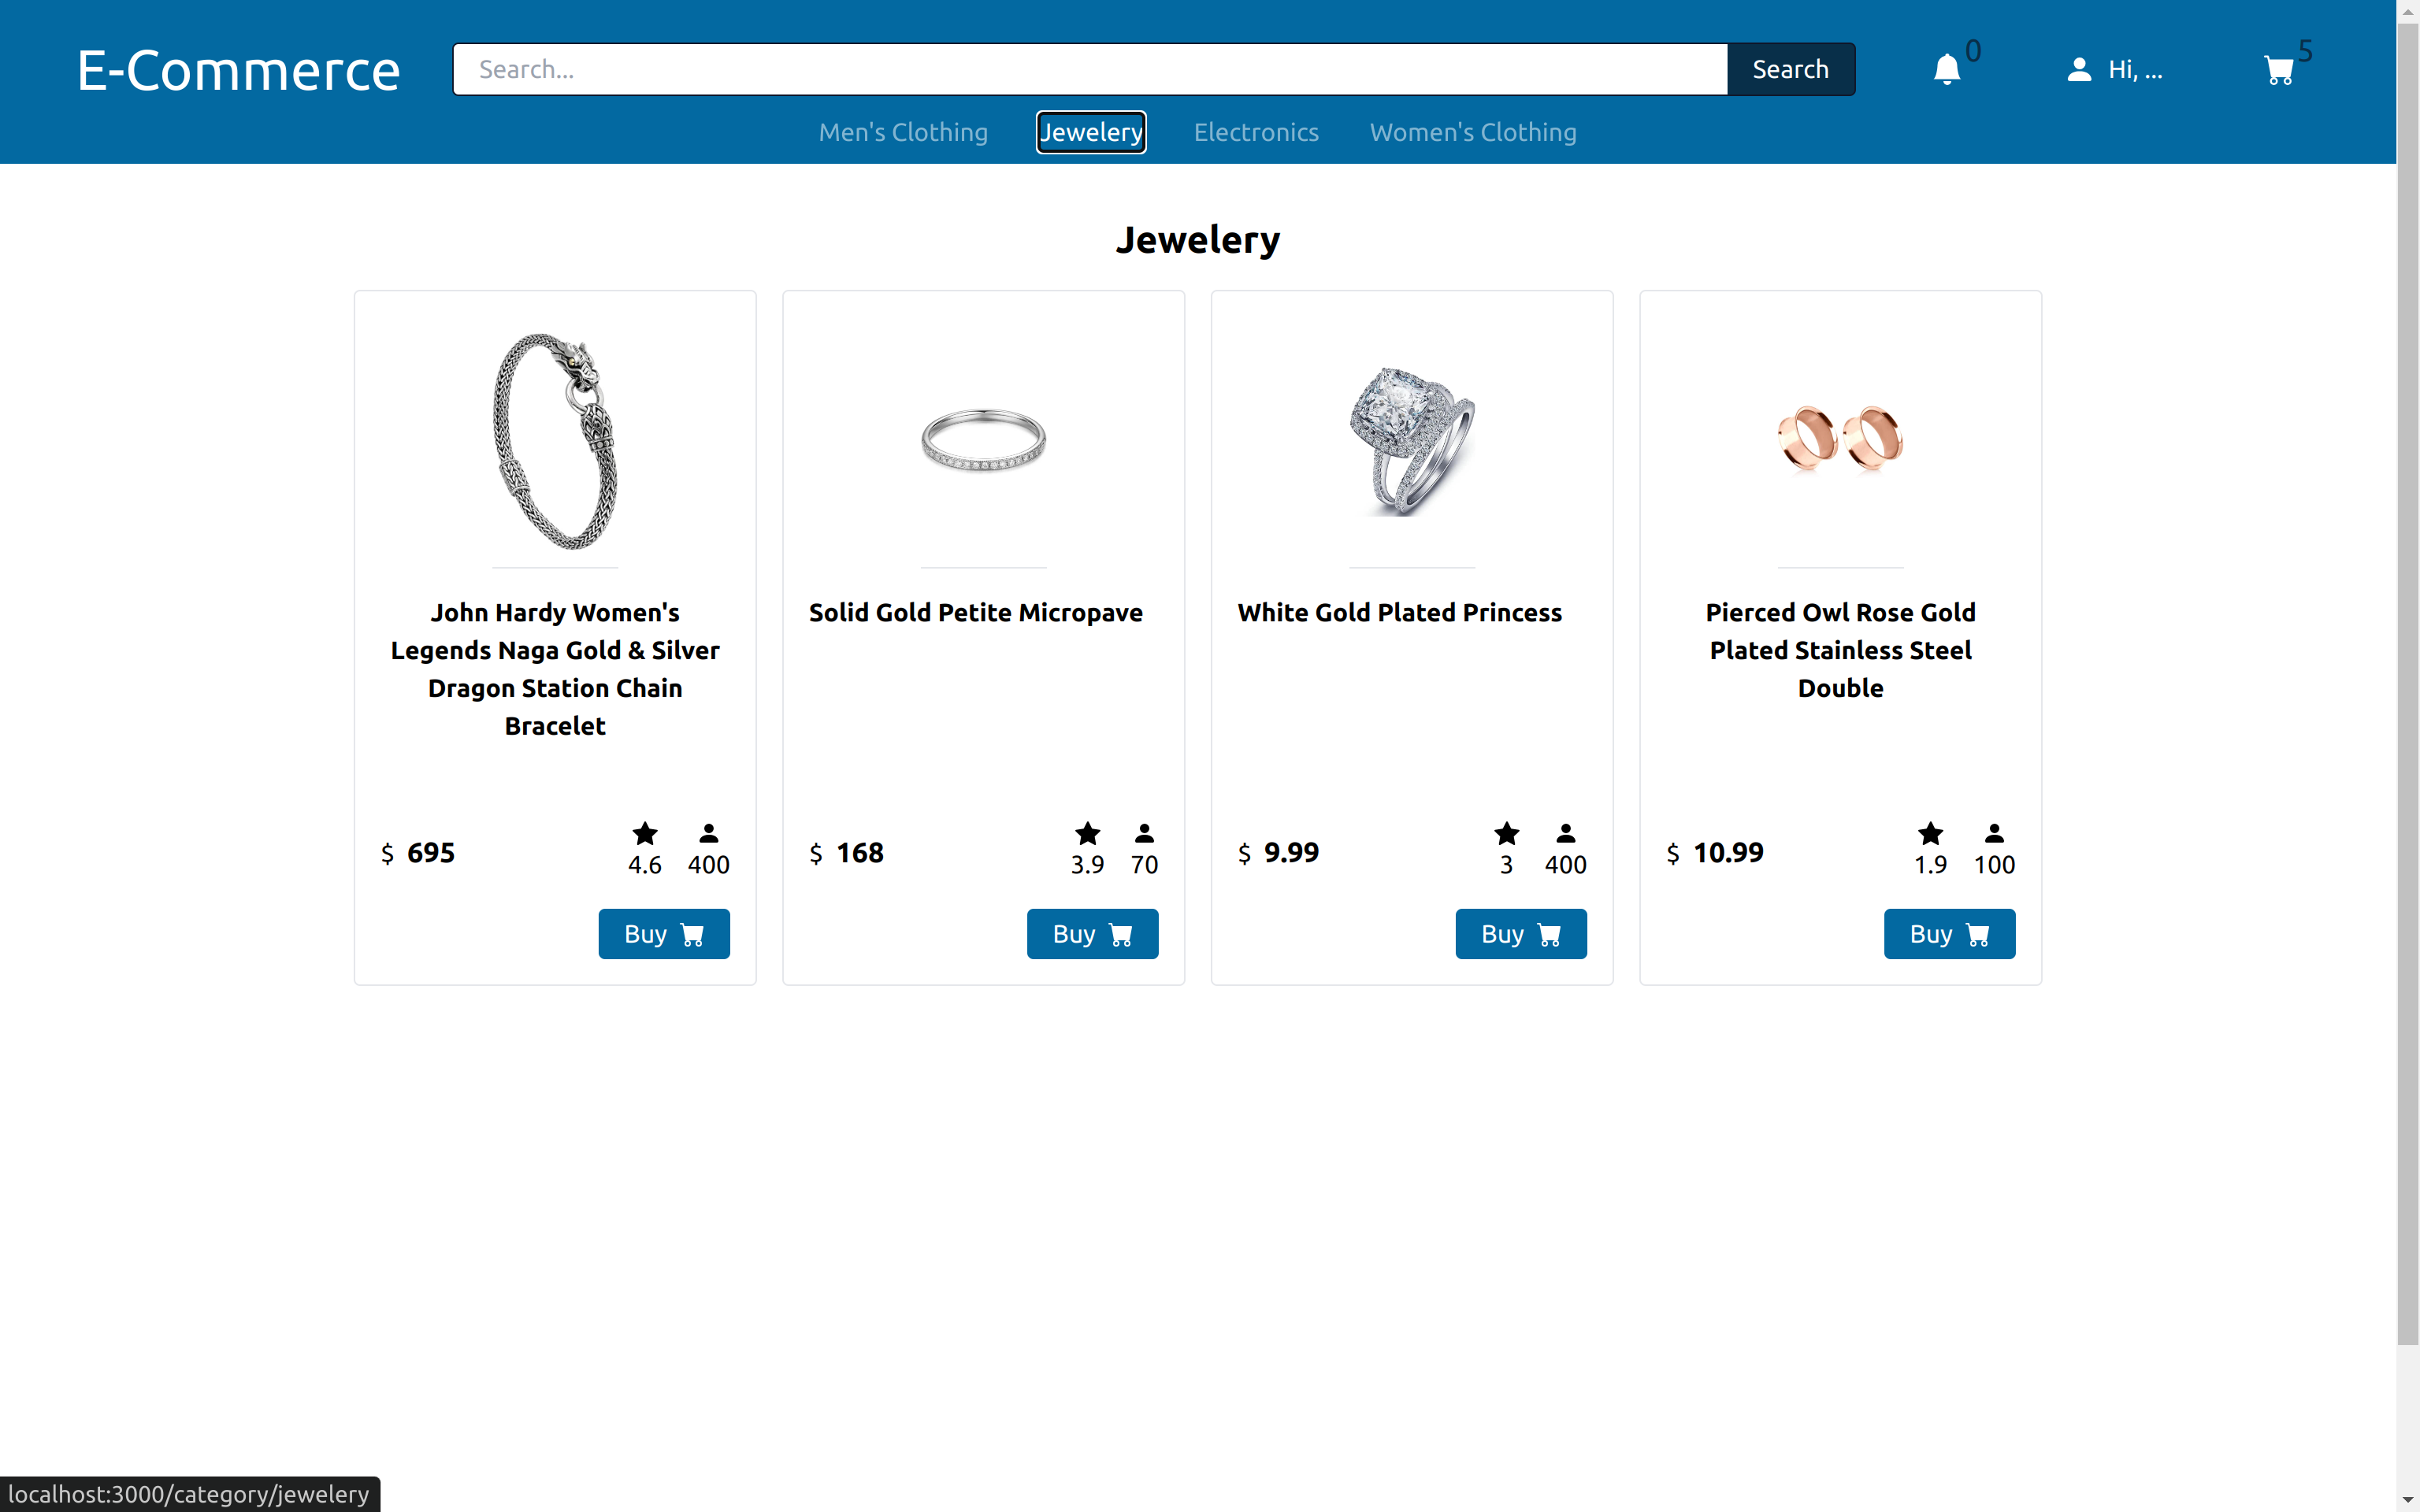 E-Commerce
Search...
Search
0
Hi, ...
5
Men's Clothing
Jewelery
Electronics
Women's Clothing
Jewelery
John Hardy Women's
Legends Naga Gold & Silver
Dragon Station Chain
Bracelet
$ 695
4.6
400
Buy
Solid Gold Petite Micropave
$ 168
3.9
70
Buy
White Gold Plated Princess
$ 9.99
3
400
Buy
Pierced Owl Rose Gold
Plated Stainless Steel
Double
$ 10.99
1.9
100
Buy
localhost:3000/category/jewelery